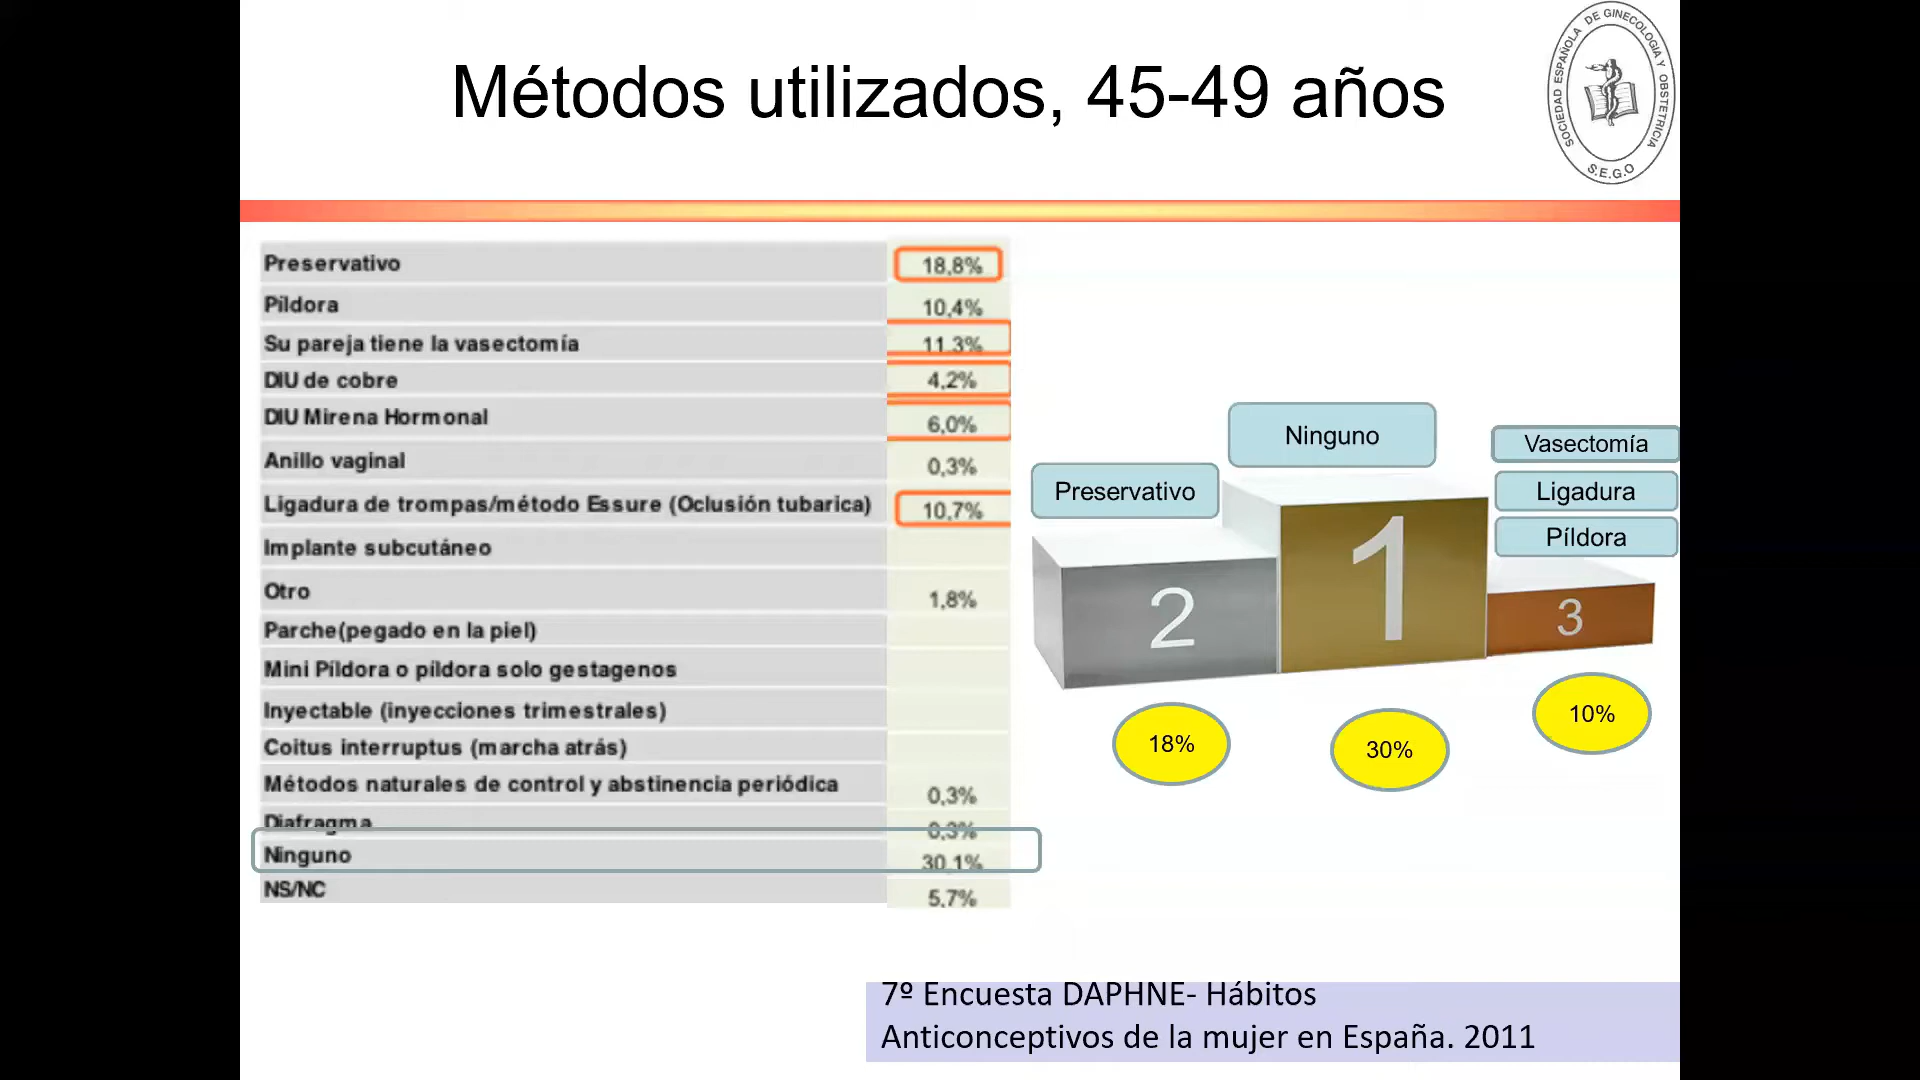 Métodos utilizados, 45-49 años
SOCIEDAD ESPAÑOLA DE GINECOLOGIA Y OBSTETRICIA
S.E.G.O
Preservativo 18,8%
Píldora 10,4%
Su pareja tiene la vasectomía 11,3%
DIU de cobre 4,2%
DIU Mirena Hormonal 6,0%
Anillo vaginal 0,3%
Ligadura de trompas/método Essure (Oclusión tubarica) 10,7%
Implante subcutáneo
Otro 1,8%
Parche(pegado en la piel)
Mini Píldora o píldora solo gestagenos
Inyectable (inyecciones trimestrales)
Coitus interruptus (marcha atrás)
Métodos naturales de control y abstinencia periódica 0,3%
Diafragma 0,3%
Ninguno 30,1%
NS/NC 5,7%
Ninguno
Preservativo
Vasectomía
Ligadura
Píldora
2
1
3
18%
30%
10%
7º Encuesta DAPHNE- Hábitos
Anticonceptivos de la mujer en España. 2011